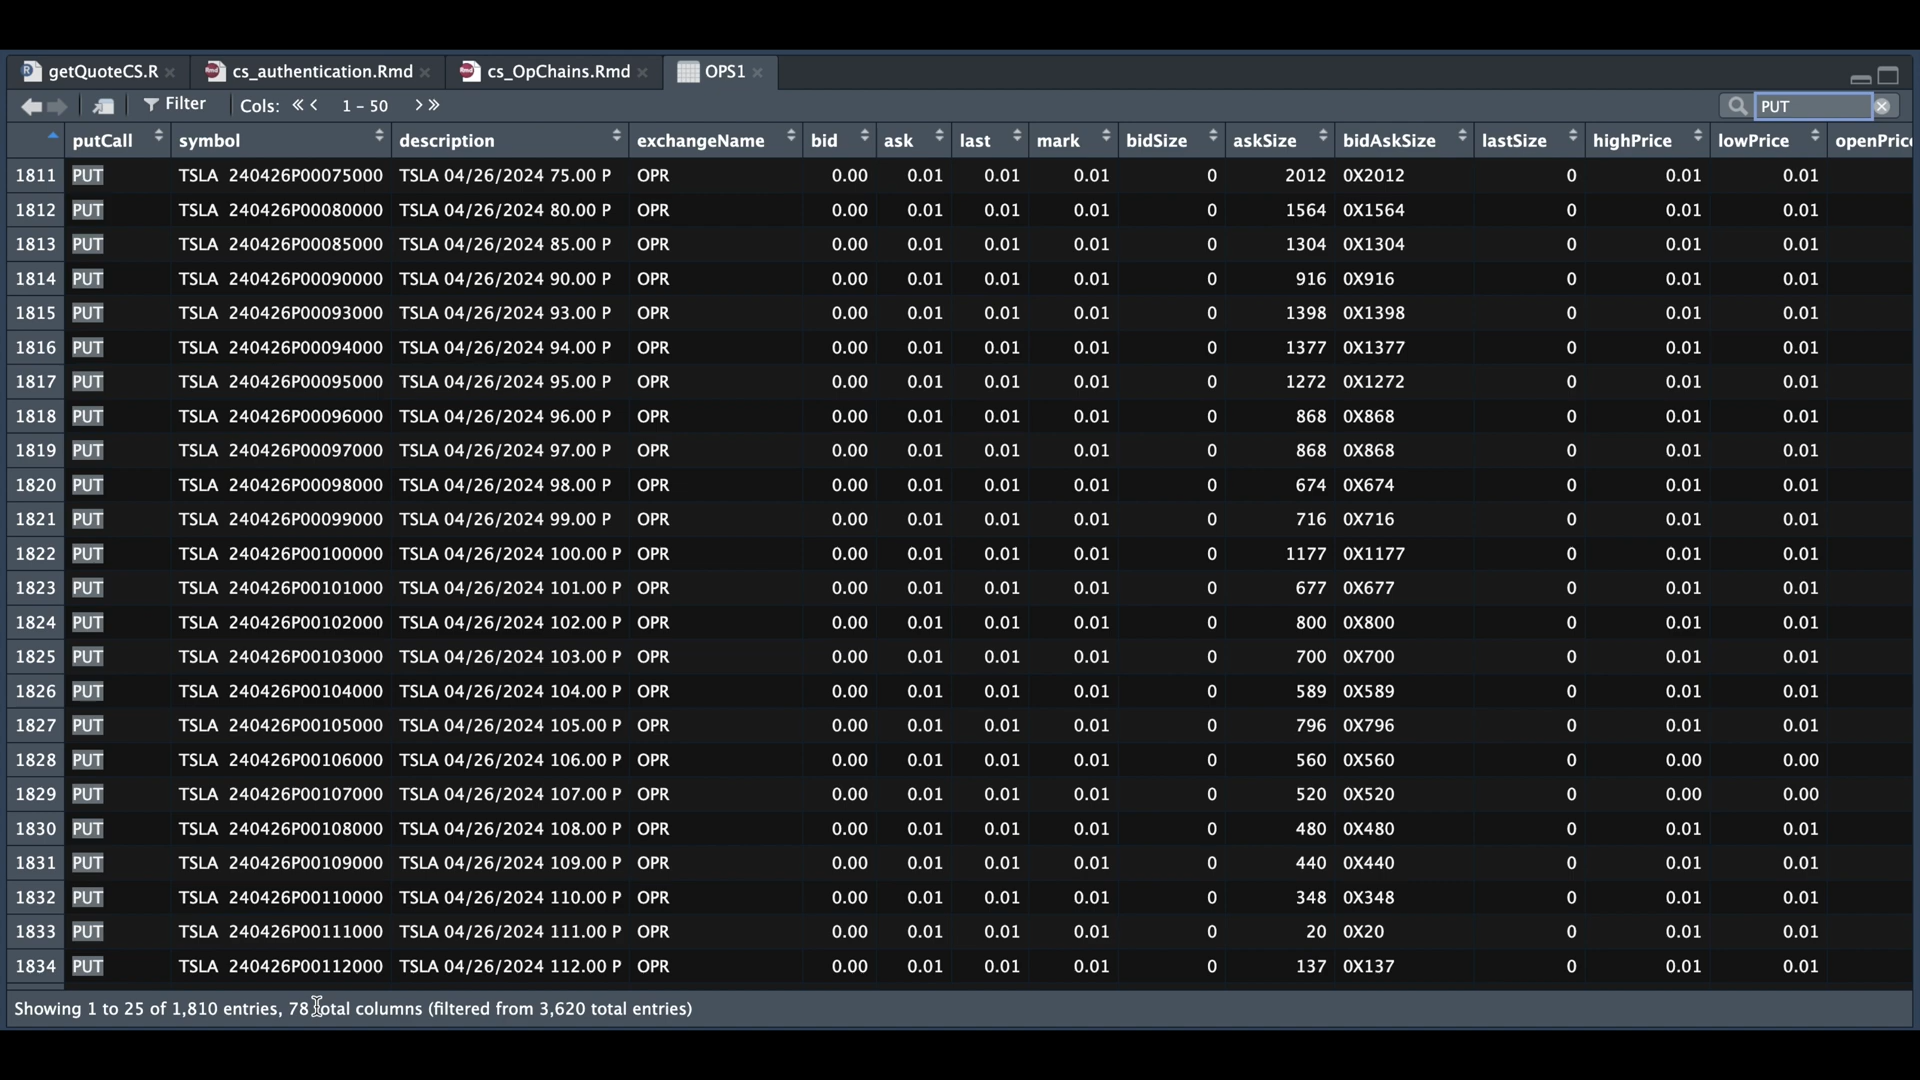 getQuoteCS.R cs_authentication.Rmd cs_OpChains.Rmd OPS1
Filter Cols: 1 - 50 PUT
putCall symbol description exchangeName bid ask last mark bidSize askSize bidAskSize lastSize highPrice lowPrice openPric
1811 PUT TSLA 240426P00075000 TSLA 04/26/2024 75.00 P OPR 0.00 0.01 0.01 0.01 0 2012 0X2012 0 0.01 0.01
1812 PUT TSLA 240426P00080000 TSLA 04/26/2024 80.00 P OPR 0.00 0.01 0.01 0.01 0 1564 0X1564 0 0.01 0.01
1813 PUT TSLA 240426P00085000 TSLA 04/26/2024 85.00 P OPR 0.00 0.01 0.01 0.01 0 1304 0X1304 0 0.01 0.01
1814 PUT TSLA 240426P00090000 TSLA 04/26/2024 90.00 P OPR 0.00 0.01 0.01 0.01 0 916 0X916 0 0.01 0.01
1815 PUT TSLA 240426P00093000 TSLA 04/26/2024 93.00 P OPR 0.00 0.01 0.01 0.01 0 1398 0X1398 0 0.01 0.01
1816 PUT TSLA 240426P00094000 TSLA 04/26/2024 94.00 P OPR 0.00 0.01 0.01 0.01 0 1377 0X1377 0 0.01 0.01
1817 PUT TSLA 240426P00095000 TSLA 04/26/2024 95.00 P OPR 0.00 0.01 0.01 0.01 0 1272 0X1272 0 0.01 0.01
1818 PUT TSLA 240426P00096000 TSLA 04/26/2024 96.00 P OPR 0.00 0.01 0.01 0.01 0 868 0X868 0 0.01 0.01
1819 PUT TSLA 240426P00097000 TSLA 04/26/2024 97.00 P OPR 0.00 0.01 0.01 0.01 0 868 0X868 0 0.01 0.01
1820 PUT TSLA 240426P00098000 TSLA 04/26/2024 98.00 P OPR 0.00 0.01 0.01 0.01 0 674 0X674 0 0.01 0.01
1821 PUT TSLA 240426P00099000 TSLA 04/26/2024 99.00 P OPR 0.00 0.01 0.01 0.01 0 716 0X716 0 0.01 0.01
1822 PUT TSLA 240426P00100000 TSLA 04/26/2024 100.00 P OPR 0.00 0.01 0.01 0.01 0 1177 0X1177 0 0.01 0.01
1823 PUT TSLA 240426P00101000 TSLA 04/26/2024 101.00 P OPR 0.00 0.01 0.01 0.01 0 677 0X677 0 0.01 0.01
1824 PUT TSLA 240426P00102000 TSLA 04/26/2024 102.00 P OPR 0.00 0.01 0.01 0.01 0 800 0X800 0 0.01 0.01
1825 PUT TSLA 240426P00103000 TSLA 04/26/2024 103.00 P OPR 0.00 0.01 0.01 0.01 0 700 0X700 0 0.01 0.01
1826 PUT TSLA 240426P00104000 TSLA 04/26/2024 104.00 P OPR 0.00 0.01 0.01 0.01 0 589 0X589 0 0.01 0.01
1827 PUT TSLA 240426P00105000 TSLA 04/26/2024 105.00 P OPR 0.00 0.01 0.01 0.01 0 796 0X796 0 0.01 0.01
1828 PUT TSLA 240426P00106000 TSLA 04/26/2024 106.00 P OPR 0.00 0.01 0.01 0.01 0 560 0X560 0 0.00 0.00
1829 PUT TSLA 240426P00107000 TSLA 04/26/2024 107.00 P OPR 0.00 0.01 0.01 0.01 0 520 0X520 0 0.00 0.00
1830 PUT TSLA 240426P00108000 TSLA 04/26/2024 108.00 P OPR 0.00 0.01 0.01 0.01 0 480 0X480 0 0.01 0.01
1831 PUT TSLA 240426P00109000 TSLA 04/26/2024 109.00 P OPR 0.00 0.01 0.01 0.01 0 440 0X440 0 0.01 0.01
1832 PUT TSLA 240426P00110000 TSLA 04/26/2024 110.00 P OPR 0.00 0.01 0.01 0.01 0 348 0X348 0 0.01 0.01
1833 PUT TSLA 240426P00111000 TSLA 04/26/2024 111.00 P OPR 0.00 0.01 0.01 0.01 0 20 0X20 0 0.01 0.01
1834 PUT TSLA 240426P00112000 TSLA 04/26/2024 112.00 P OPR 0.00 0.01 0.01 0.01 0 137 0X137 0 0.01 0.01
Showing 1 to 25 of 1,810 entries, 78 total columns (filtered from 3,620 total entries)